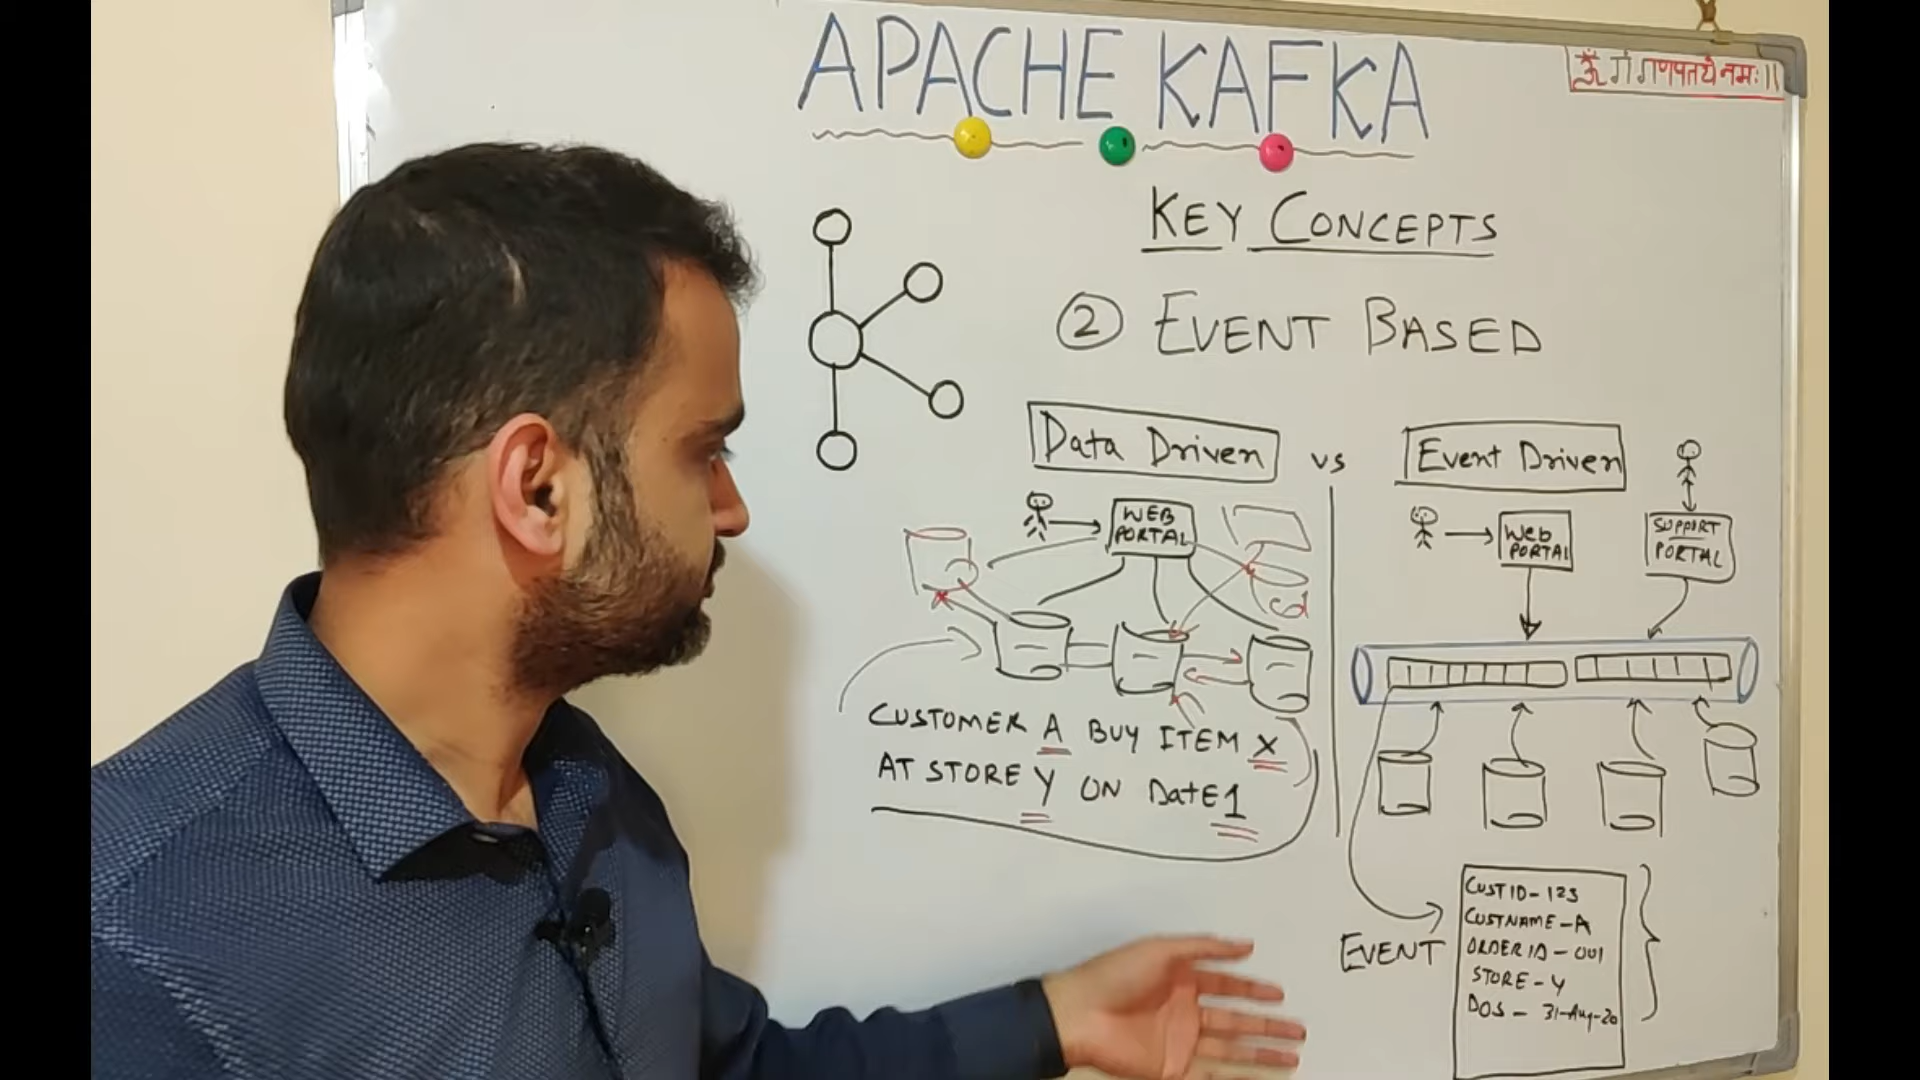 APACHE KAFKA
ॐ गं गणपतये नमः॥
KEY CONCEPTS
② EVENT BASED
Data Driven vs Event Driven
WEB
PORTAL
Web
PORTAL
SUPPORT
PORTAL
CUSTOMER A BUY ITEM X
AT STORE Y ON DatE 1
EVENT
CUSTID-123
CUSTNAME-A
ORDER ID-001
STORE-Y
DOS - 31-Aug-20